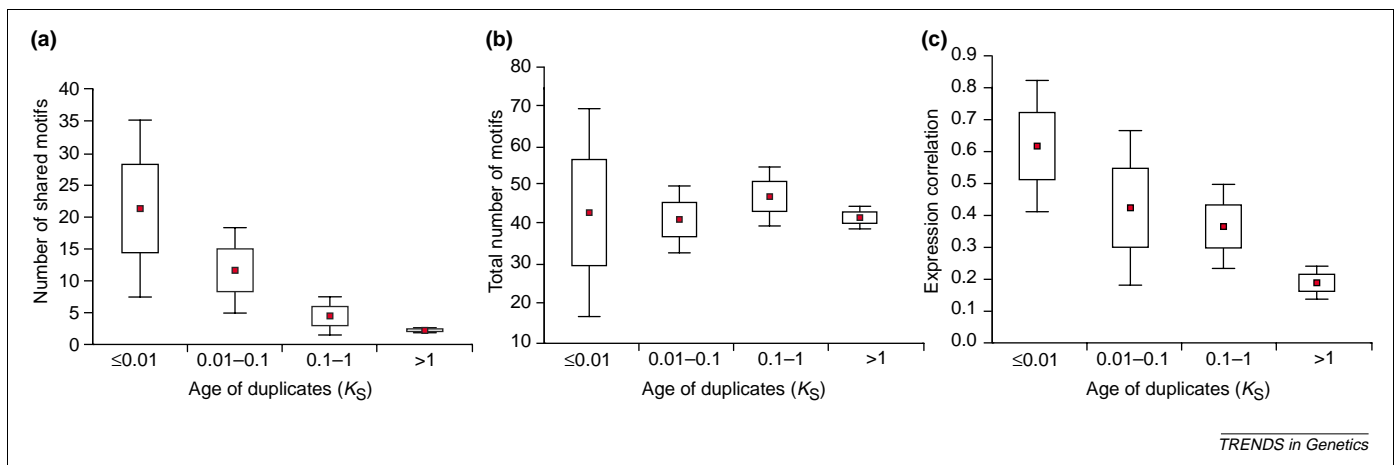 (a)
Number of shared motifs
40
35
30
25
20
15
10
5
0
≤0.01 0.01–0.1 0.1–1 >1
Age of duplicates (KS)
(b)
Total number of motifs
80
70
60
50
40
30
20
10
≤0.01 0.01–0.1 0.1–1 >1
Age of duplicates (KS)
(c)
Expression correlation
0.9
0.8
0.7
0.6
0.5
0.4
0.3
0.2
0.1
0.0
≤0.01 0.01–0.1 0.1–1 >1
Age of duplicates (KS)
TRENDS in Genetics